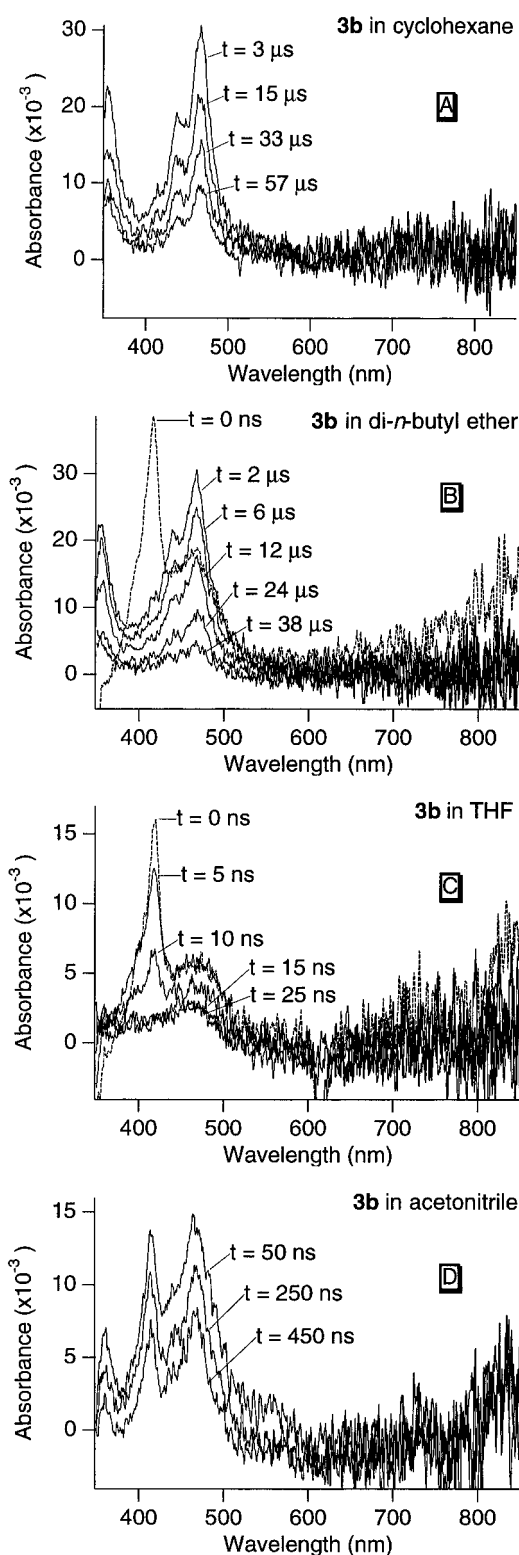 3b in cyclohexane
A
30
20
10
0
Absorbance (x10-3)
t = 3 µs
t = 15 µs
t = 33 µs
t = 57 µs
400 500 600 700 800
Wavelength (nm)
3b in di-n-butyl ether
B
30
20
10
0
Absorbance (x10-3)
t = 0 ns
t = 2 µs
t = 6 µs
t = 12 µs
t = 24 µs
t = 38 µs
400 500 600 700 800
Wavelength (nm)
3b in THF
C
15
10
5
0
Absorbance (x10-3)
t = 0 ns
t = 5 ns
t = 10 ns
t = 15 ns
t = 25 ns
400 500 600 700 800
Wavelength (nm)
3b in acetonitrile
D
15
10
5
0
Absorbance (x10-3)
t = 50 ns
t = 250 ns
t = 450 ns
400 500 600 700 800
Wavelength (nm)